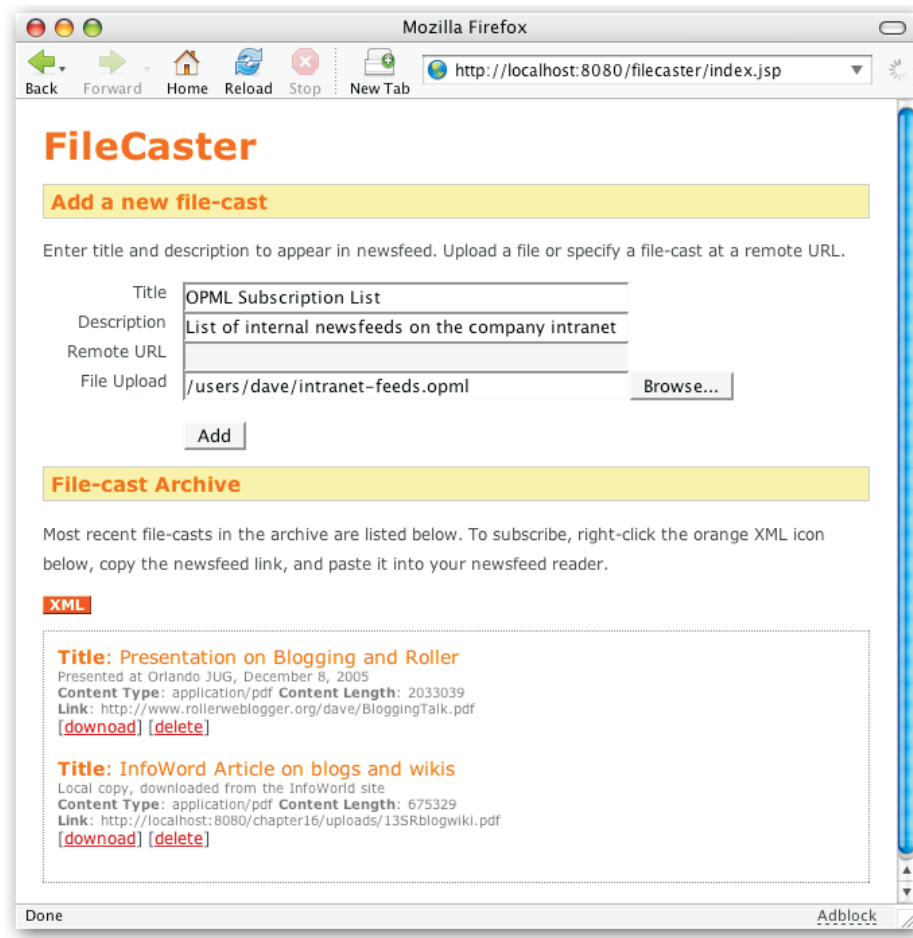 Mozilla Firefox
Back Forward Home Reload Stop New Tab http://localhost:8080/filecaster/index.jsp
FileCaster
Add a new file-cast
Enter title and description to appear in newsfeed. Upload a file or specify a file-cast at a remote URL.
Title OPML Subscription List
Description List of internal newsfeeds on the company intranet
Remote URL
File Upload /users/dave/intranet-feeds.opml Browse...
Add
File-cast Archive
Most recent file-casts in the archive are listed below. To subscribe, right-click the orange XML icon
below, copy the newsfeed link, and paste it into your newsfeed reader.
XML
Title: Presentation on Blogging and Roller
Presented at Orlando JUG, December 8, 2005
Content Type: application/pdf Content Length: 2033039
Link: http://www.rollerweblogger.org/dave/BloggingTalk.pdf
[downoad] [delete]
Title: InfoWord Article on blogs and wikis
Local copy, downloaded from the InfoWorld site
Content Type: application/pdf Content Length: 675329
Link: http://localhost:8080/chapter16/uploads/13SRblogwiki.pdf
[downoad] [delete]
Done Adblock